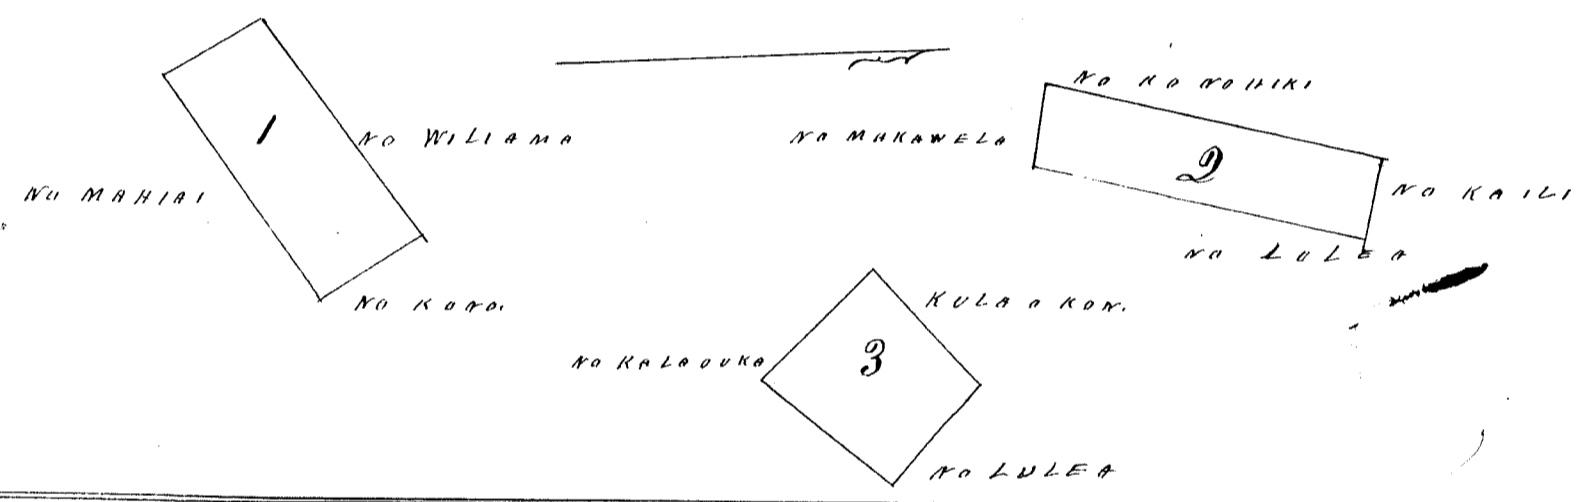 1
NO WILIAMA
NO MAHIAI
NO KONO.
NO KONOHIKI
NO MAKAWELA
2
NO KAILI
NO LULEA
KULA O KON.
NO KALAOUKA
3
NO LULEA